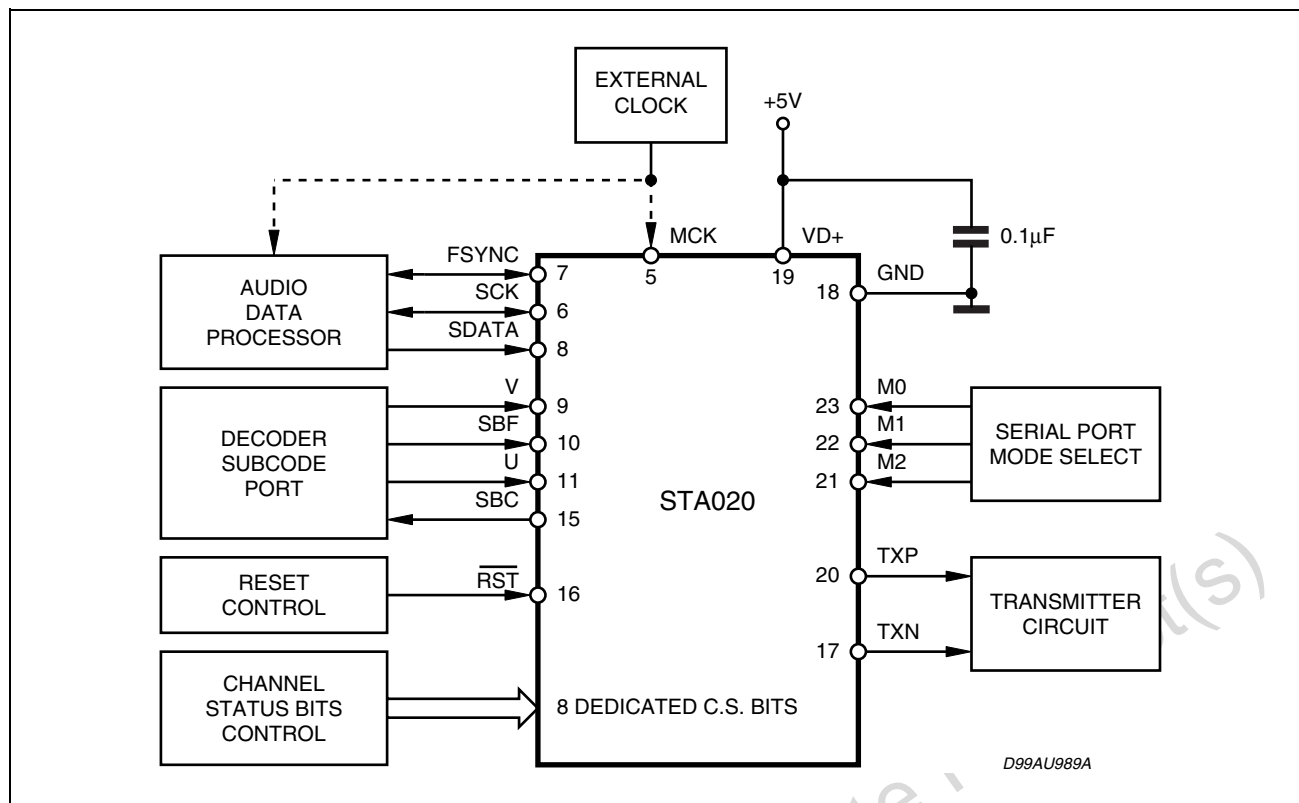 EXTERNAL
CLOCK
+5V
MCK
VD+
5
19
0.1µF
GND
18
AUDIO
DATA
PROCESSOR
FSYNC
7
SCK
6
SDATA
8
DECODER
SUBCODE
PORT
V
9
SBF
10
U
11
SBC
15
RESET
CONTROL
RST
16
CHANNEL
STATUS BITS
CONTROL
8 DEDICATED C.S. BITS
STA020
M0
23
M1
22
M2
21
SERIAL PORT
MODE SELECT
TXP
20
TXN
17
TRANSMITTER
CIRCUIT
D99AU989A